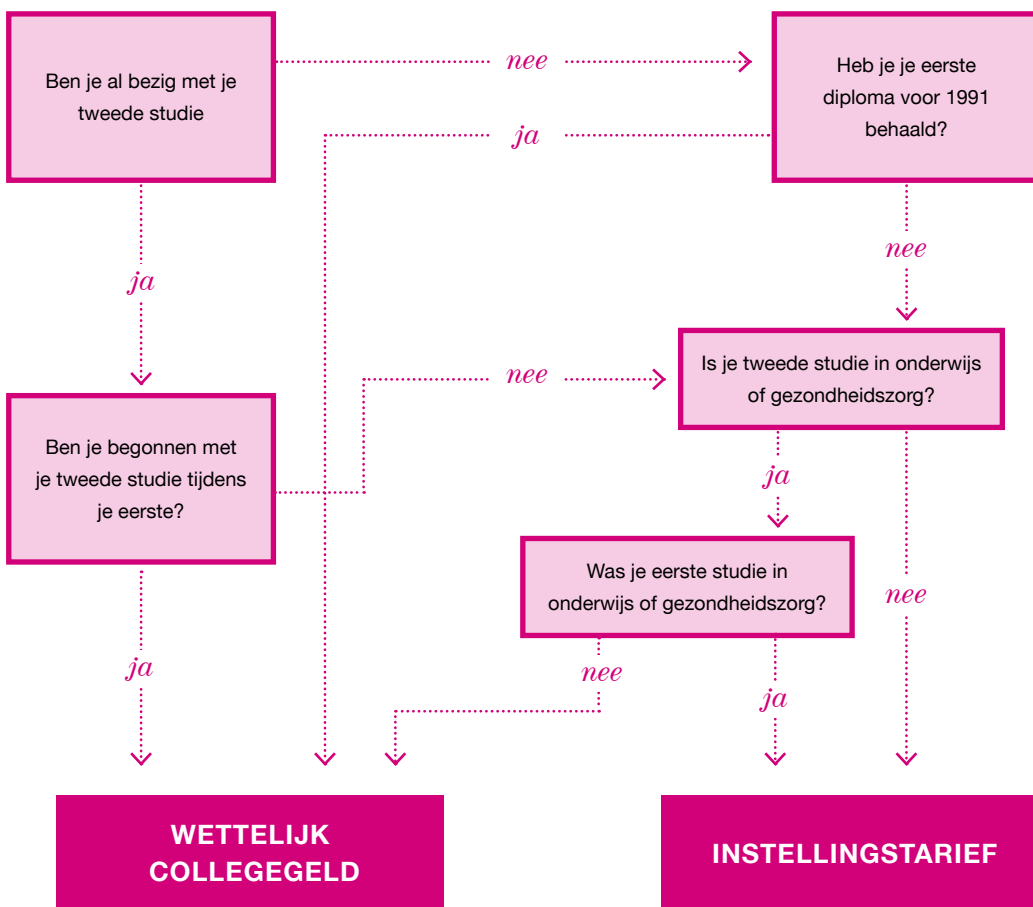 Ben je al bezig met je
tweede studie
nee
Heb je je eerste
diploma voor 1991
behaald?
ja
ja
nee
Is je tweede studie in onderwijs
of gezondheidszorg?
nee
Ben je begonnen met
je tweede studie tijdens
je eerste?
ja
Was je eerste studie in
onderwijs of gezondheidszorg?
nee
ja
nee
ja
WETTELIJK
COLLEGEGELD
INSTELLINGSTARIEF